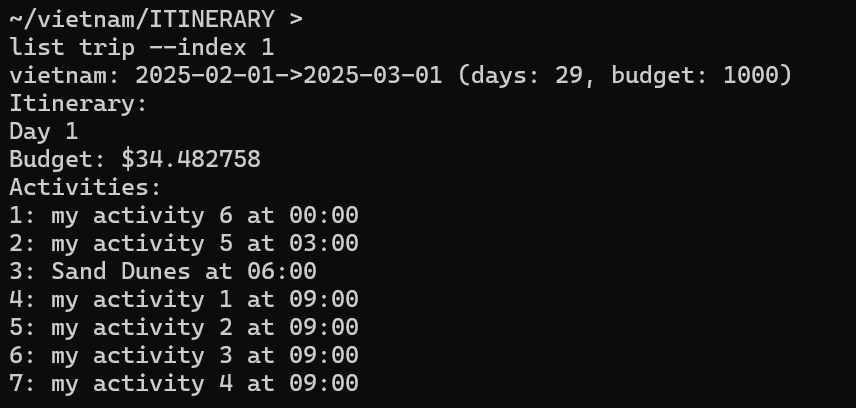 ~/vietnam/ITINERARY >
list trip --index 1
vietnam: 2025-02-01->2025-03-01 (days: 29, budget: 1000)
Itinerary:
Day 1
Budget: $34.482758
Activities:
1: my activity 6 at 00:00
2: my activity 5 at 03:00
3: Sand Dunes at 06:00
4: my activity 1 at 09:00
5: my activity 2 at 09:00
6: my activity 3 at 09:00
7: my activity 4 at 09:00